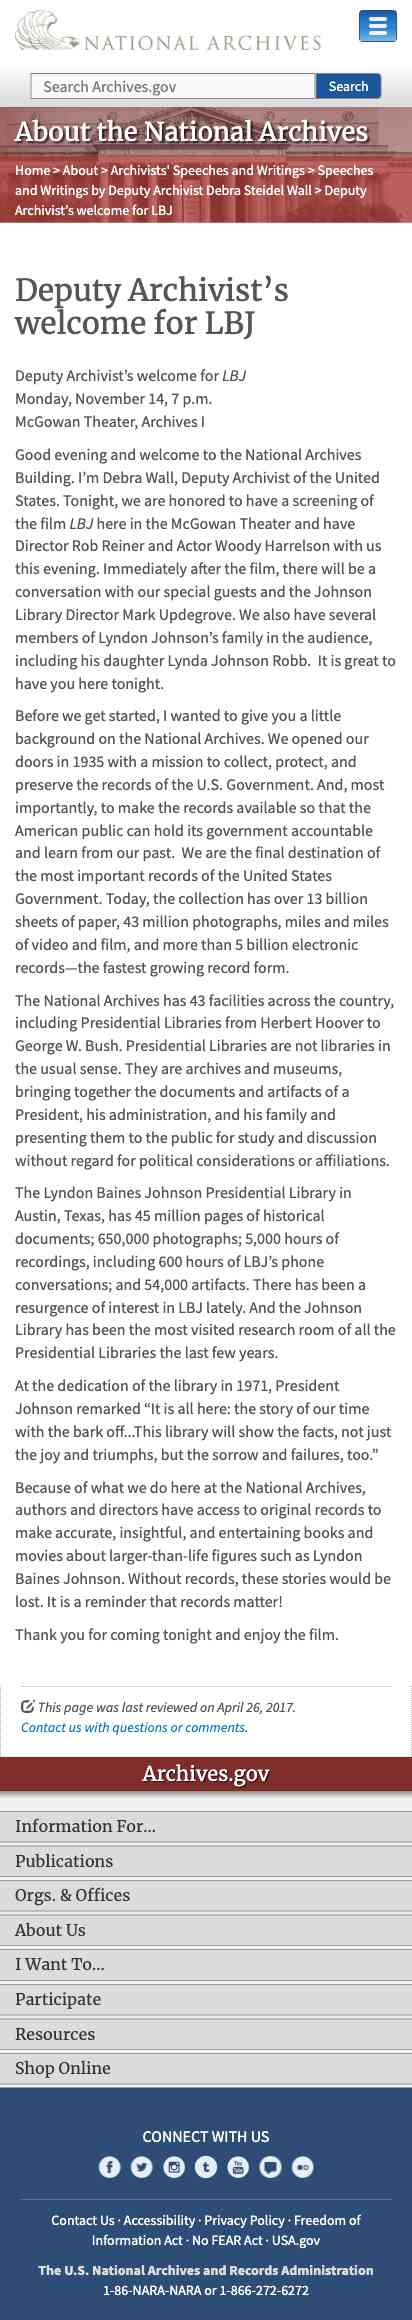 NATIONAL ARCHIVES
Search Archives.gov
Search
About the National Archives
Home > About > Archivists' Speeches and Writings > Speeches
and Writings by Deputy Archivist Debra Steidel Wall > Deputy
Archivist’s welcome for LBJ
Deputy Archivist’s
welcome for LBJ
Deputy Archivist’s welcome for LBJ
Monday, November 14, 7 p.m.
McGowan Theater, Archives I
Good evening and welcome to the National Archives
Building. I’m Debra Wall, Deputy Archivist of the United
States. Tonight, we are honored to have a screening of
the film LBJ here in the McGowan Theater and have
Director Rob Reiner and Actor Woody Harrelson with us
this evening. Immediately after the film, there will be a
conversation with our special guests and the Johnson
Library Director Mark Updegrove. We also have several
members of Lyndon Johnson’s family in the audience,
including his daughter Lynda Johnson Robb.  It is great to
have you here tonight.
Before we get started, I wanted to give you a little
background on the National Archives. We opened our
doors in 1935 with a mission to collect, protect, and
preserve the records of the U.S. Government. And, most
importantly, to make the records available so that the
American public can hold its government accountable
and learn from our past.  We are the final destination of
the most important records of the United States
Government. Today, the collection has over 13 billion
sheets of paper, 43 million photographs, miles and miles
of video and film, and more than 5 billion electronic
records—the fastest growing record form.
The National Archives has 43 facilities across the country,
including Presidential Libraries from Herbert Hoover to
George W. Bush. Presidential Libraries are not libraries in
the usual sense. They are archives and museums,
bringing together the documents and artifacts of a
President, his administration, and his family and
presenting them to the public for study and discussion
without regard for political considerations or affiliations.
The Lyndon Baines Johnson Presidential Library in
Austin, Texas, has 45 million pages of historical
documents; 650,000 photographs; 5,000 hours of
recordings, including 600 hours of LBJ’s phone
conversations; and 54,000 artifacts. There has been a
resurgence of interest in LBJ lately. And the Johnson
Library has been the most visited research room of all the
Presidential Libraries the last few years.
At the dedication of the library in 1971, President
Johnson remarked “It is all here: the story of our time
with the bark off...This library will show the facts, not just
the joy and triumphs, but the sorrow and failures, too.”
Because of what we do here at the National Archives,
authors and directors have access to original records to
make accurate, insightful, and entertaining books and
movies about larger-than-life figures such as Lyndon
Baines Johnson. Without records, these stories would be
lost. It is a reminder that records matter!
Thank you for coming tonight and enjoy the film.
This page was last reviewed on April 26, 2017.
Contact us with questions or comments.
Archives.gov
Information For…
Publications
Orgs. & Offices
About Us
I Want To…
Participate
Resources
Shop Online
CONNECT WITH US
Contact Us · Accessibility · Privacy Policy · Freedom of
Information Act · No FEAR Act · USA.gov
The U.S. National Archives and Records Administration
1-86-NARA-NARA or 1-866-272-6272